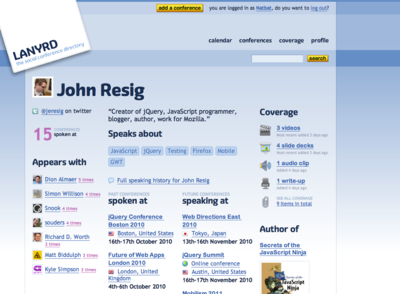 add a conference you are logged in as Natbat, do you want to log out?
LANYRD
the social conference directory
calendar conferences coverage profile
search
John Resig
@jeresig on twitter
"Creator of jQuery, JavaScript programmer,
blogger, author, work for Mozilla."
15 CONFERENCES
spoken at
Speaks about
JavaScript jQuery Testing Firefox Mobile
GWT
Full speaking history for John Resig
Appears with
Dion Almaer 5 times
Simon Willison 4 times
Snook 4 times
souders 4 times
Richard D. Worth
3 times
Matt Biddulph 3 times
Kyle Simpson 3 times
PAST CONFERENCES
spoken at
jQuery Conference
Boston 2010
Boston, United States
16th-17th October 2010
Future of Web Apps
London 2010
London, United
Kingdom
4th-6th October 2010
FUTURE CONFERENCES
speaking at
Web Directions East
2010
Tokyo, Japan
13th-16th November 2010
jQuery Summit
Online conference
Austin, United States
16th-17th November 2010
Mobilism 2011
Coverage
3 videos
4 slide decks
1 audio clip
1 write-up
SEE ALL COVERAGE
9 items in total
Author of
Secrets of the
JavaScript Ninja